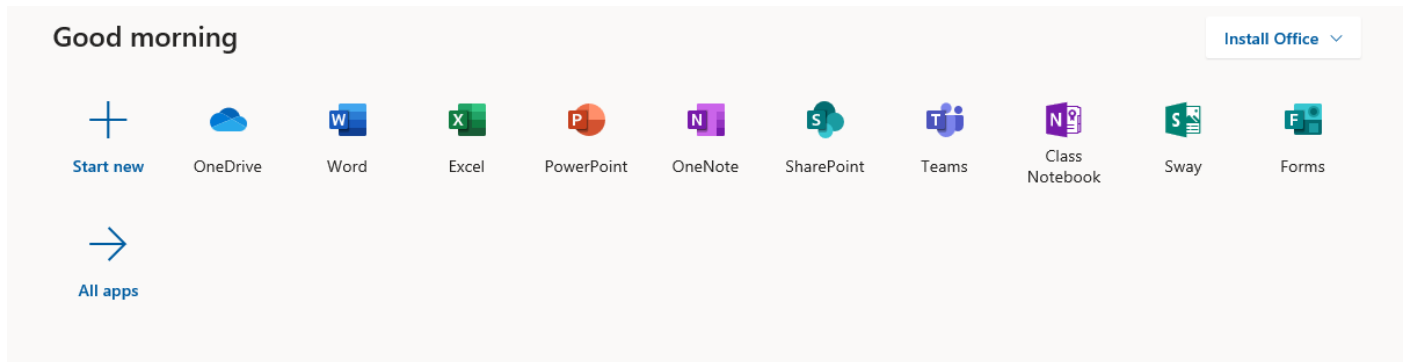 Good morning
Install Office
Start new
OneDrive
W
Word
X
Excel
P
PowerPoint
N
OneNote
S
SharePoint
T
Teams
N
Class
Notebook
S
Sway
F
Forms
All apps